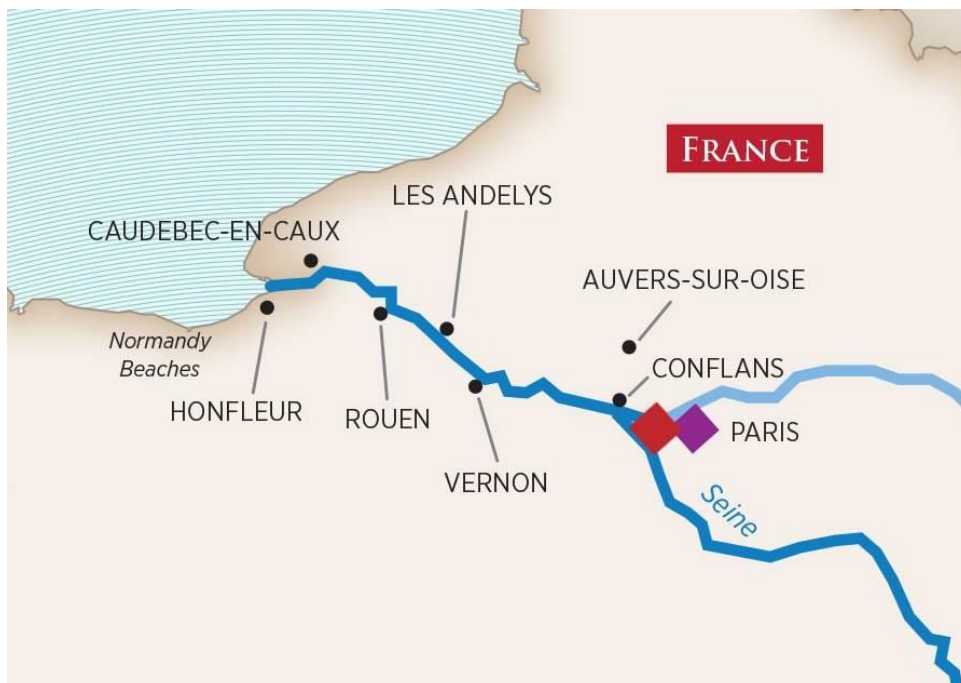 FRANCE
LES ANDELYS
CAUDEBEC-EN-CAUX
AUVERS-SUR-OISE
Normandy
Beaches
CONFLANS
HONFLEUR
ROUEN
PARIS
VERNON
Seine